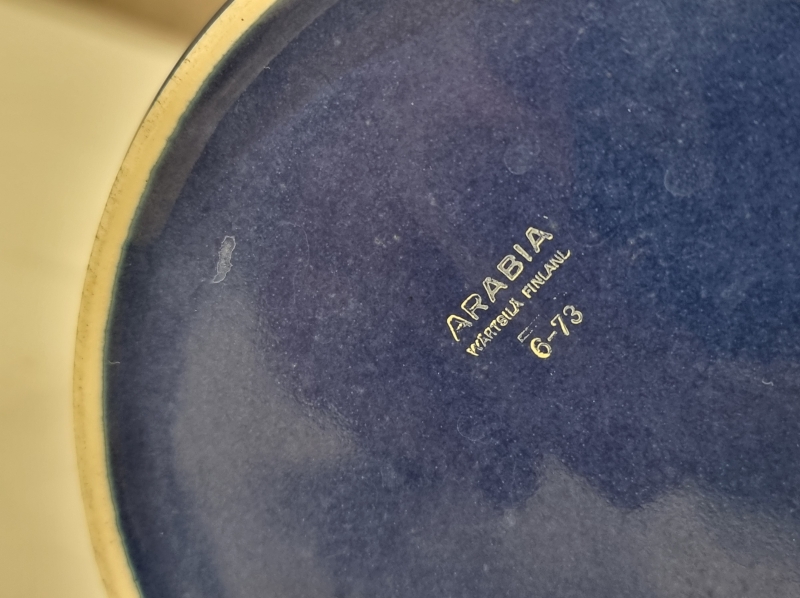 ARABIA
WÄRTSILÄ FINLAND
6-73